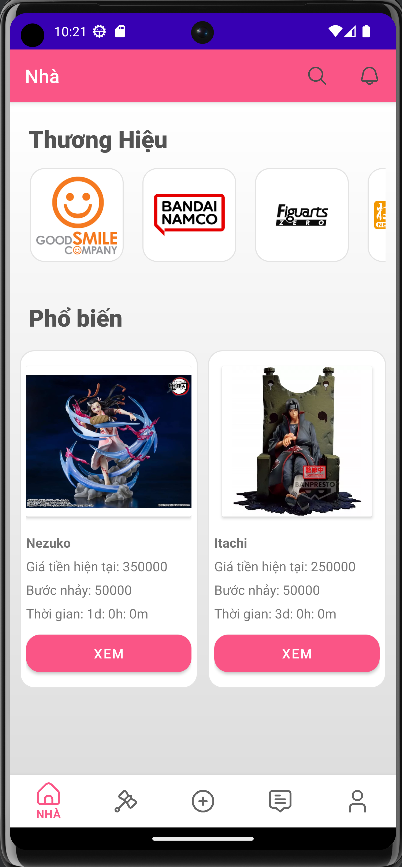 10:21
Nhà
Thương Hiệu
GOOD SMILE
COMPANY
BANDAI
NAMCO
Figuarts
ZERO
Phổ biến
BANPRESTO
Nezuko
Itachi
Giá tiền hiện tại: 350000
Giá tiền hiện tại: 250000
Bước nhảy: 50000
Bước nhảy: 50000
Thời gian: 1d: 0h: 0m
Thời gian: 3d: 0h: 0m
XEM
XEM
NHÀ